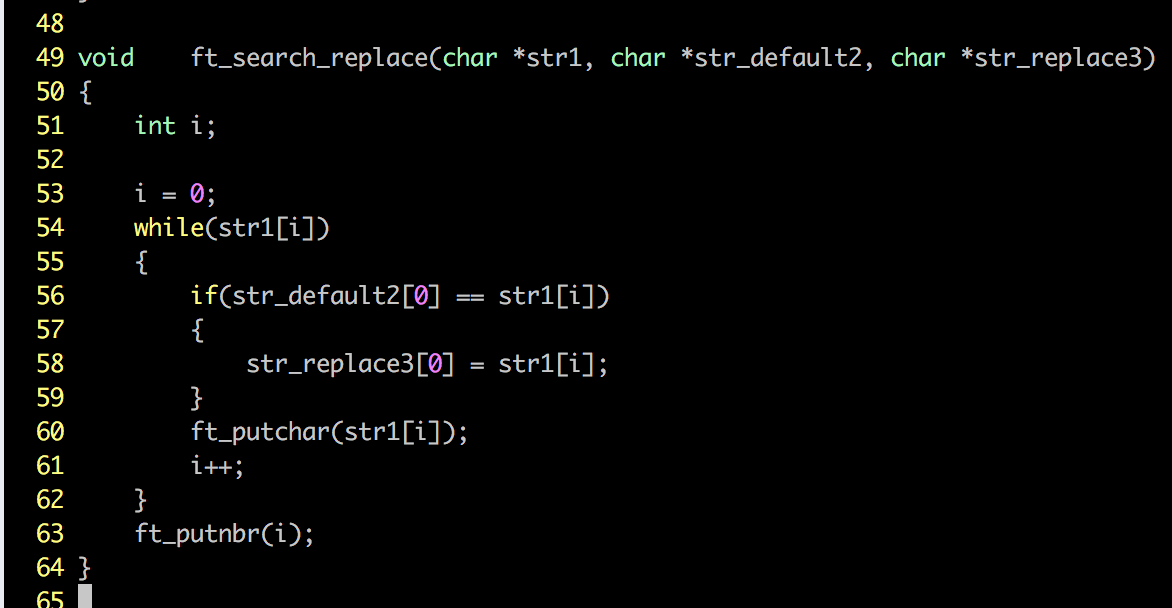 48
49 void    ft_search_replace(char *str1, char *str_default2, char *str_replace3)
50 {
51     int i;
52
53     i = 0;
54     while(str1[i])
55     {
56         if(str_default2[0] == str1[i])
57         {
58             str_replace3[0] = str1[i];
59         }
60         ft_putchar(str1[i]);
61         i++;
62     }
63     ft_putnbr(i);
64 }
65